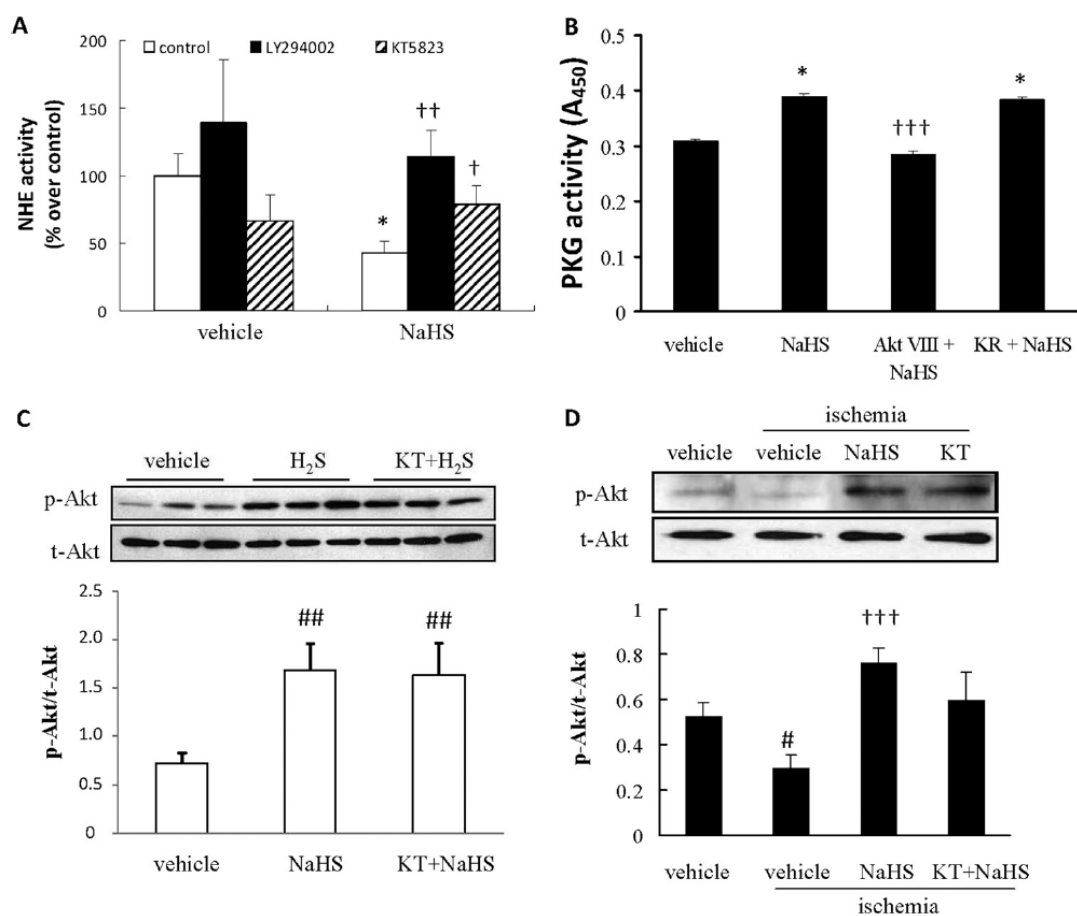 A
NHE activity
(% over control)
200
150
100
50
0
control
LY294002
KT5823
††
†
*
vehicle
NaHS
B
PKG activity (A450)
0.5
0.4
0.3
0.2
0.1
0
*
†††
*
vehicle
NaHS
Akt VIII +
NaHS
KR + NaHS
C
vehicle
H2S
KT+H2S
p-Akt
t-Akt
p-Akt/t-Akt
2.5
2.0
1.5
1.0
0.5
0
##
##
vehicle
NaHS
KT+NaHS
D
ischemia
vehicle
vehicle
NaHS
KT
p-Akt
t-Akt
p-Akt/t-Akt
1
0.8
0.6
0.4
0.2
0
#
†††
vehicle
vehicle
NaHS
KT+NaHS
ischemia